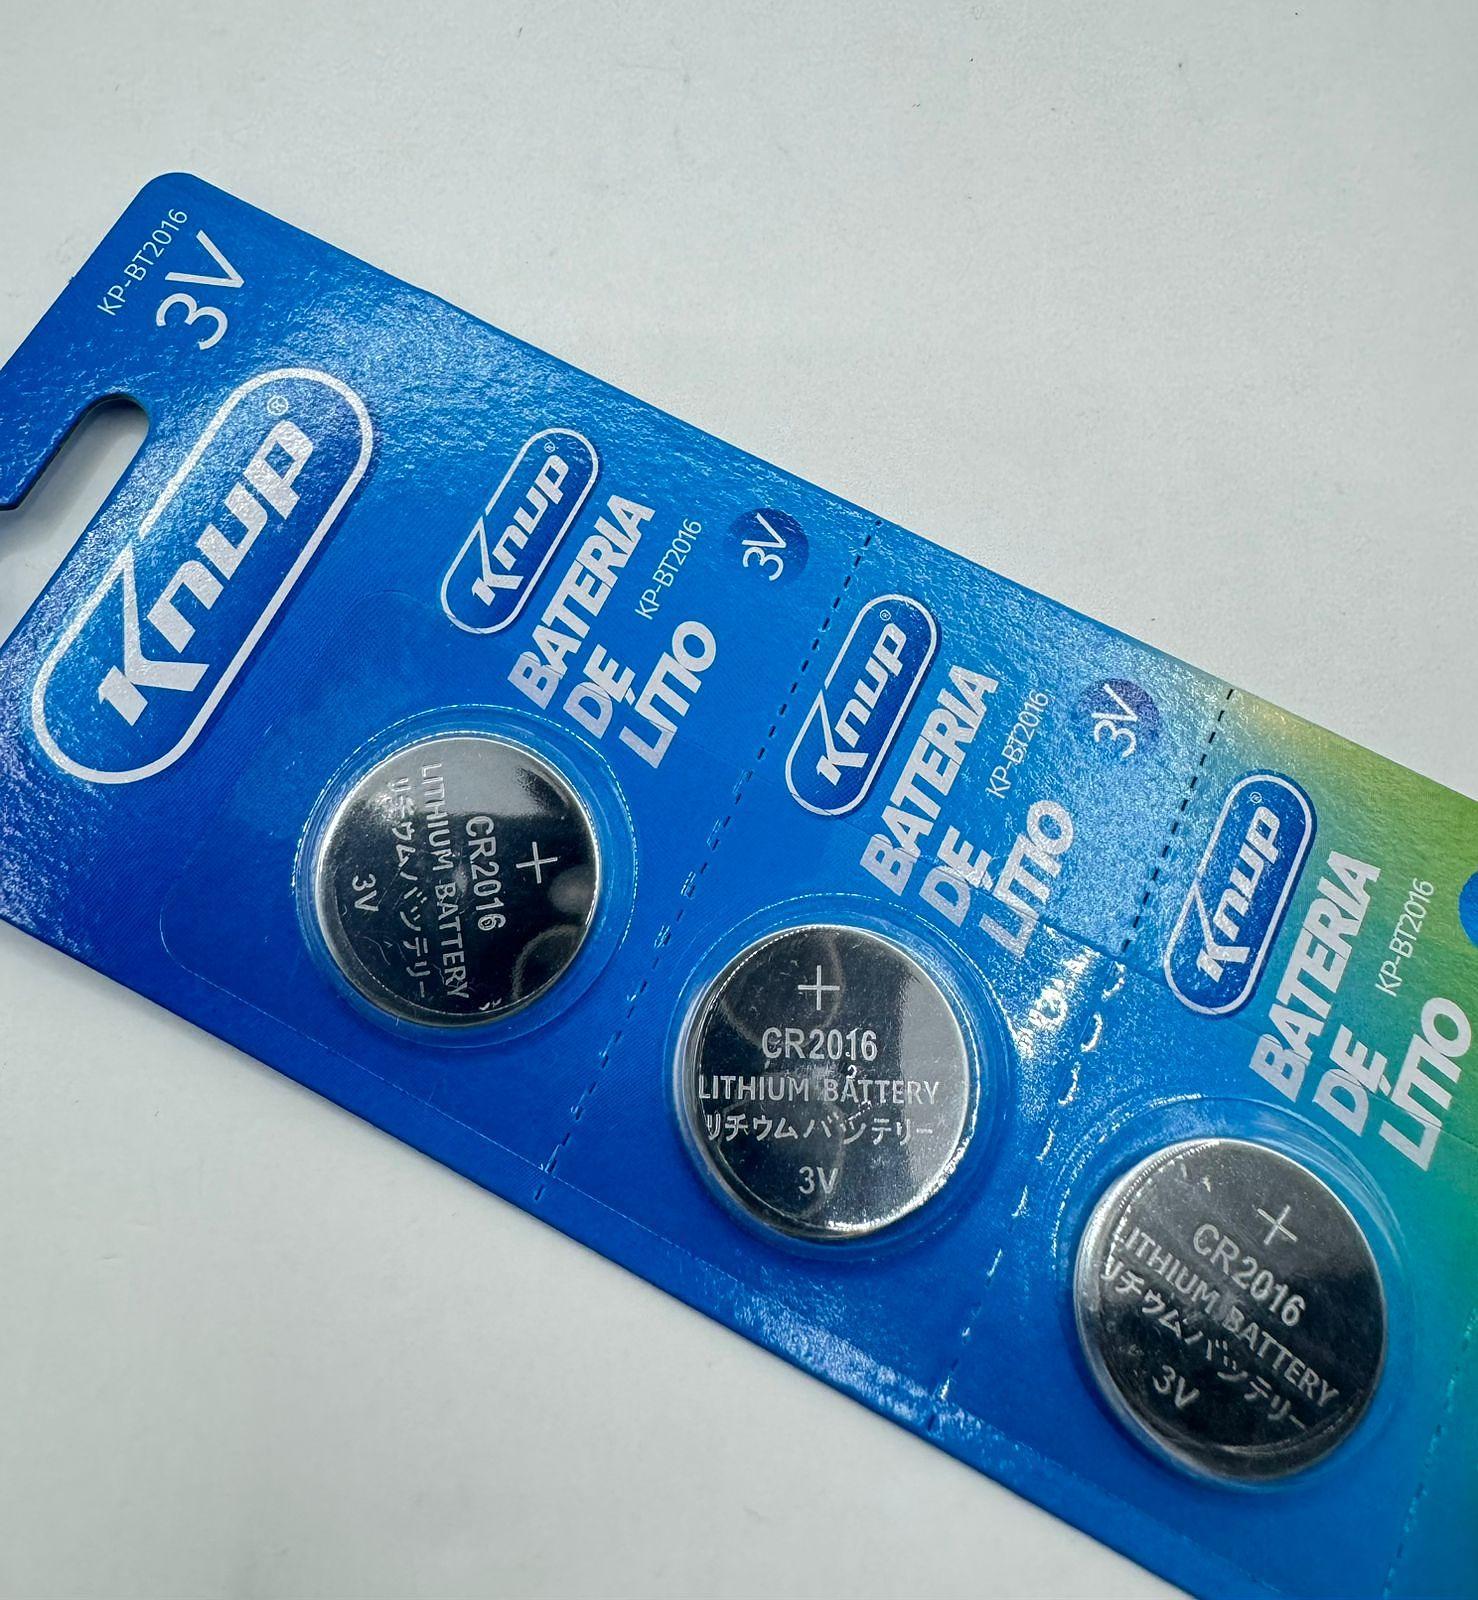 KP-BT2016
3V
Knup®
Knup®
BATERIA
DE
LÍTIO
KP-BT2016
3V
+
CR2016
LITHIUM BATTERY
リチウムバッテリー
3V
Knup®
BATERIA
DE
LÍTIO
KP-BT2016
3V
+
CR2016
LITHIUM BATTERY
リチウムバッテリー
3V
Knup®
BATERIA
DE
LÍTIO
KP-BT2016
+
CR2016
LITHIUM BATTERY
リチウムバッテリー
3V